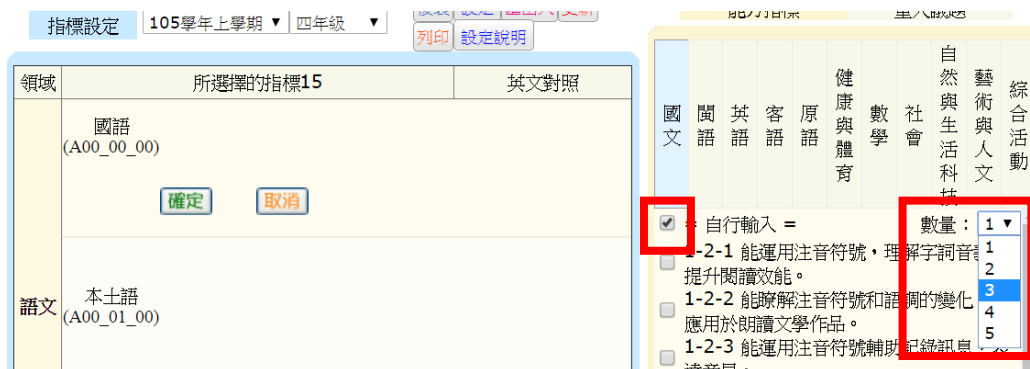 指標設定 105學年上學期 ▼ 四年級 ▼
列印 設定說明
領域 所選擇的指標15 英文對照
國語
(A00_00_00)
確定 取消
語文
本土語
(A00_01_00)
國文 閩語 英語 客語 原語 健康與體育 數學 社會 自然與生活科技 藝術與人文 綜合活動
= 自行輸入 = 數量： 1 ▼
1
2
3
4
5
1-2-1 能運用注音符號，理解字詞音
提升閱讀效能。
1-2-2 能瞭解注音符號和語調的變化
應用於朗讀文學作品。
1-2-3 能運用注音符號輔助記錄訊息